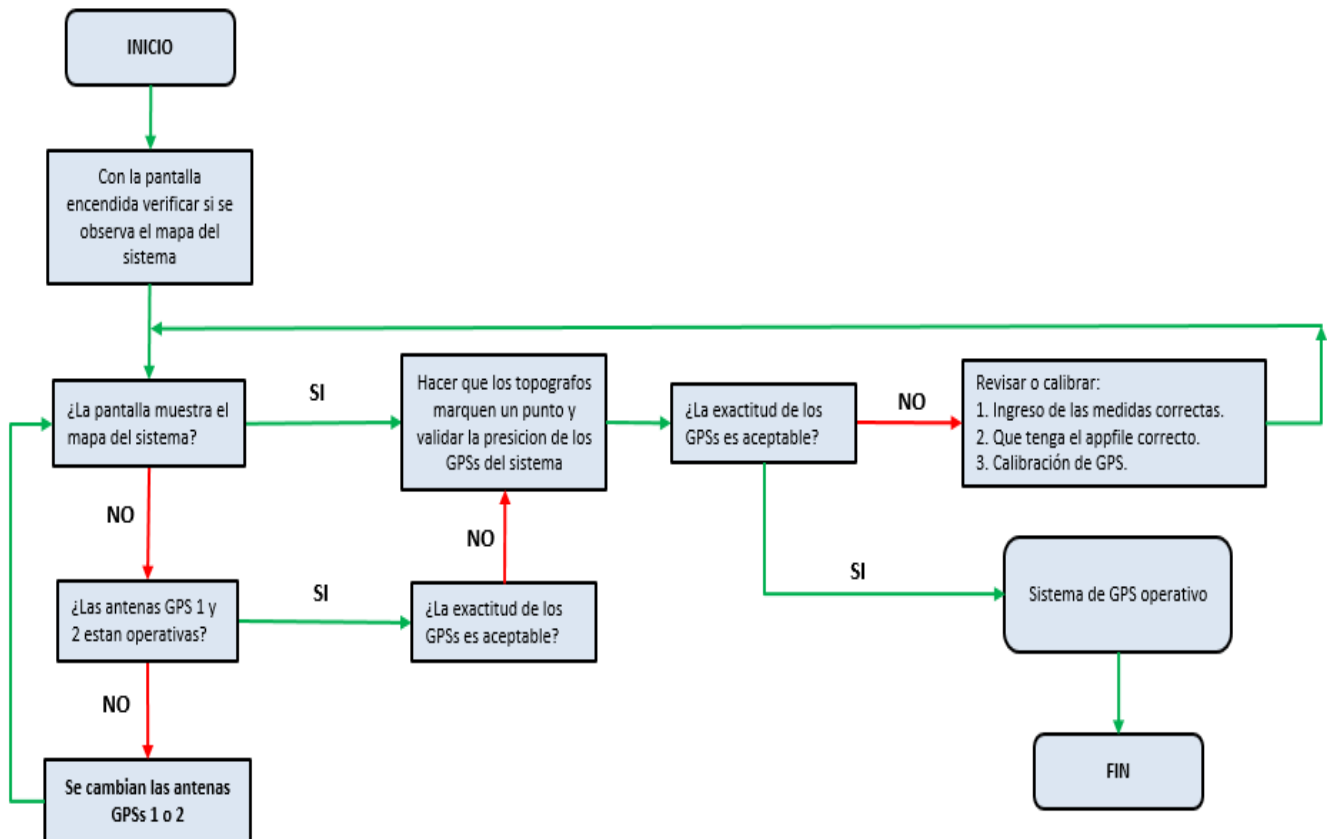 INICIO
Con la pantalla
encendida verificar si se
observa el mapa del
sistema
¿La pantalla muestra el
mapa del sistema?
SI
Hacer que los topografos
marquen un punto y
validar la presicion de los
GPSs del sistema
¿La exactitud de los
GPSs es aceptable?
NO
Revisar o calibrar:
1. Ingreso de las medidas correctas.
2. Que tenga el appfile correcto.
3. Calibración de GPS.
NO
NO
SI
Sistema de GPS operativo
¿Las antenas GPS 1 y
2 estan operativas?
SI
¿La exactitud de los
GPSs es aceptable?
NO
Se cambian las antenas
GPSs 1 o 2
FIN